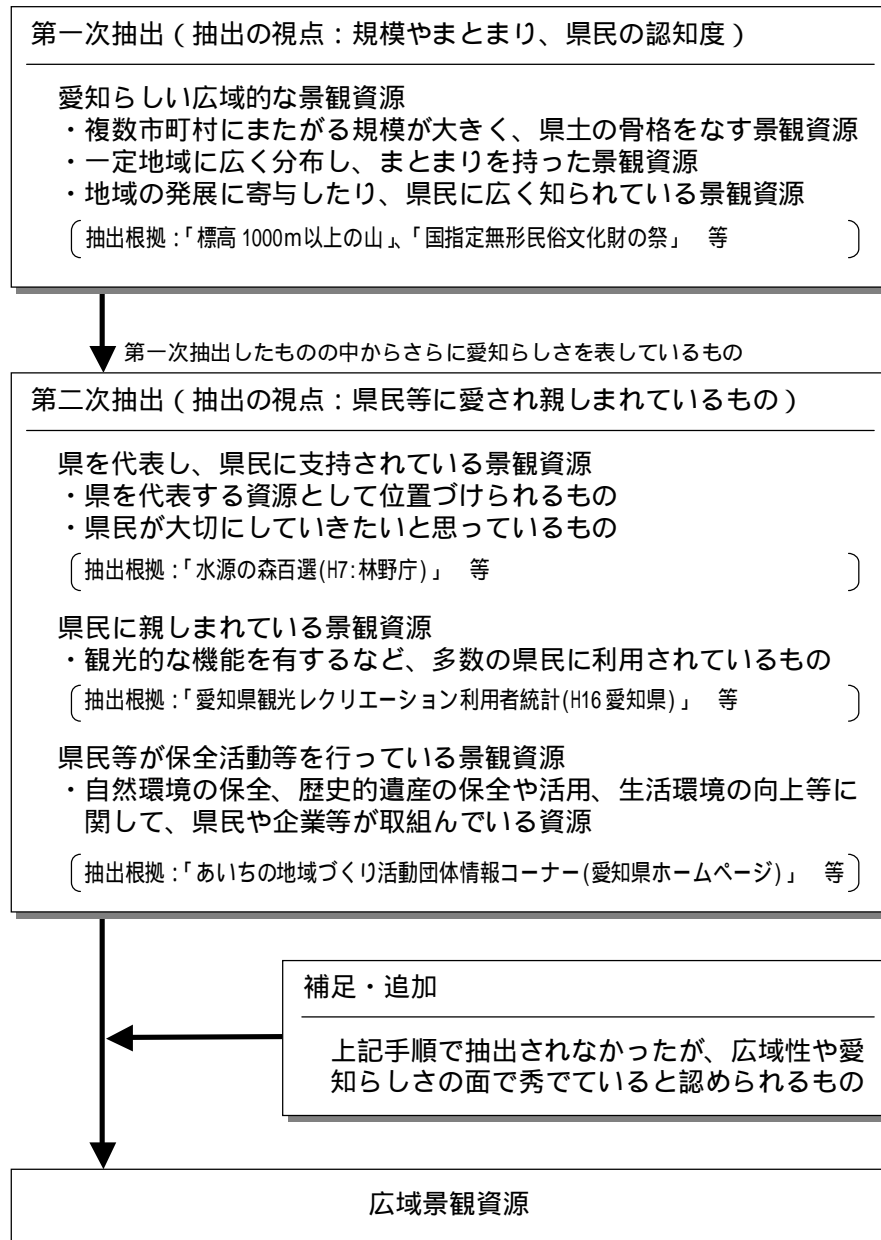 第一次抽出（抽出の視点：規模やまとまり、県民の認知度）
愛知らしい広域的な景観資源
・複数市町村にまたがる規模が大きく、県土の骨格をなす景観資源
・一定地域に広く分布し、まとまりを持った景観資源
・地域の発展に寄与したり、県民に広く知られている景観資源
抽出根拠：「標高1000m以上の山」、「国指定無形民俗文化財の祭」　等
第一次抽出したものの中からさらに愛知らしさを表しているもの
第二次抽出（抽出の視点：県民等に愛され親しまれているもの）
県を代表し、県民に支持されている景観資源
・県を代表する資源として位置づけられるもの
・県民が大切にしていきたいと思っているもの
抽出根拠：「水源の森百選(H7:林野庁)」　等
県民に親しまれている景観資源
・観光的な機能を有するなど、多数の県民に利用されているもの
抽出根拠：「愛知県観光レクリエーション利用者統計(H16愛知県)」　等
県民等が保全活動等を行っている景観資源
・自然環境の保全、歴史的遺産の保全や活用、生活環境の向上等に
関して、県民や企業等が取組んでいる資源
抽出根拠：「あいちの地域づくり活動団体情報コーナー(愛知県ホームページ)」　等
補足・追加
上記手順で抽出されなかったが、広域性や愛
知らしさの面で秀でていると認められるもの
広域景観資源